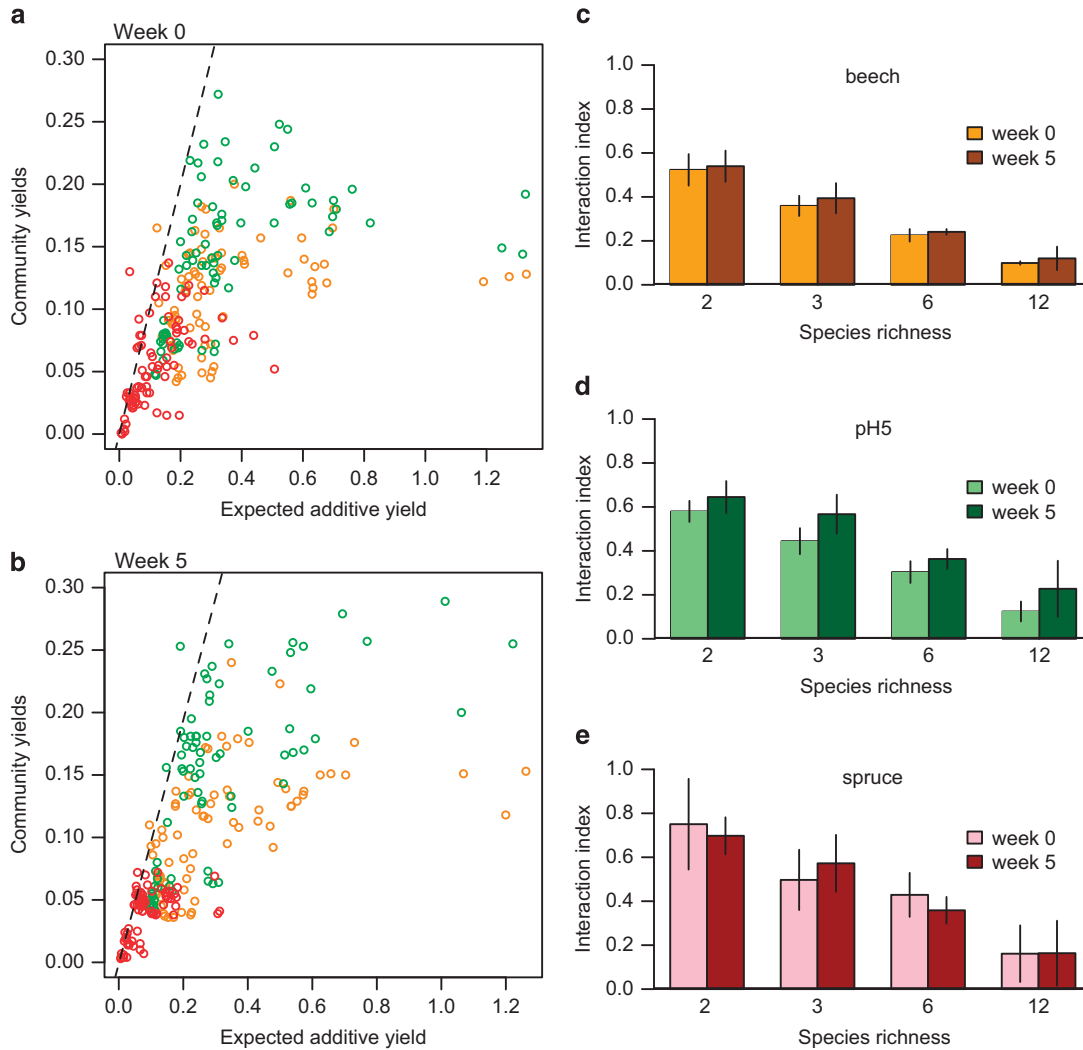 a
Week 0
Community yields
0.30
0.25
0.20
0.15
0.10
0.05
0.00
0.0 0.2 0.4 0.6 0.8 1.0 1.2
Expected additive yield
b
Week 5
Community yields
0.30
0.25
0.20
0.15
0.10
0.05
0.00
0.0 0.2 0.4 0.6 0.8 1.0 1.2
Expected additive yield
c
beech
Interaction index
1.0
0.8
0.6
0.4
0.2
0.0
week 0
week 5
2 3 6 12
Species richness
d
pH5
Interaction index
1.0
0.8
0.6
0.4
0.2
0.0
week 0
week 5
2 3 6 12
Species richness
e
spruce
Interaction index
1.0
0.8
0.6
0.4
0.2
0.0
week 0
week 5
2 3 6 12
Species richness